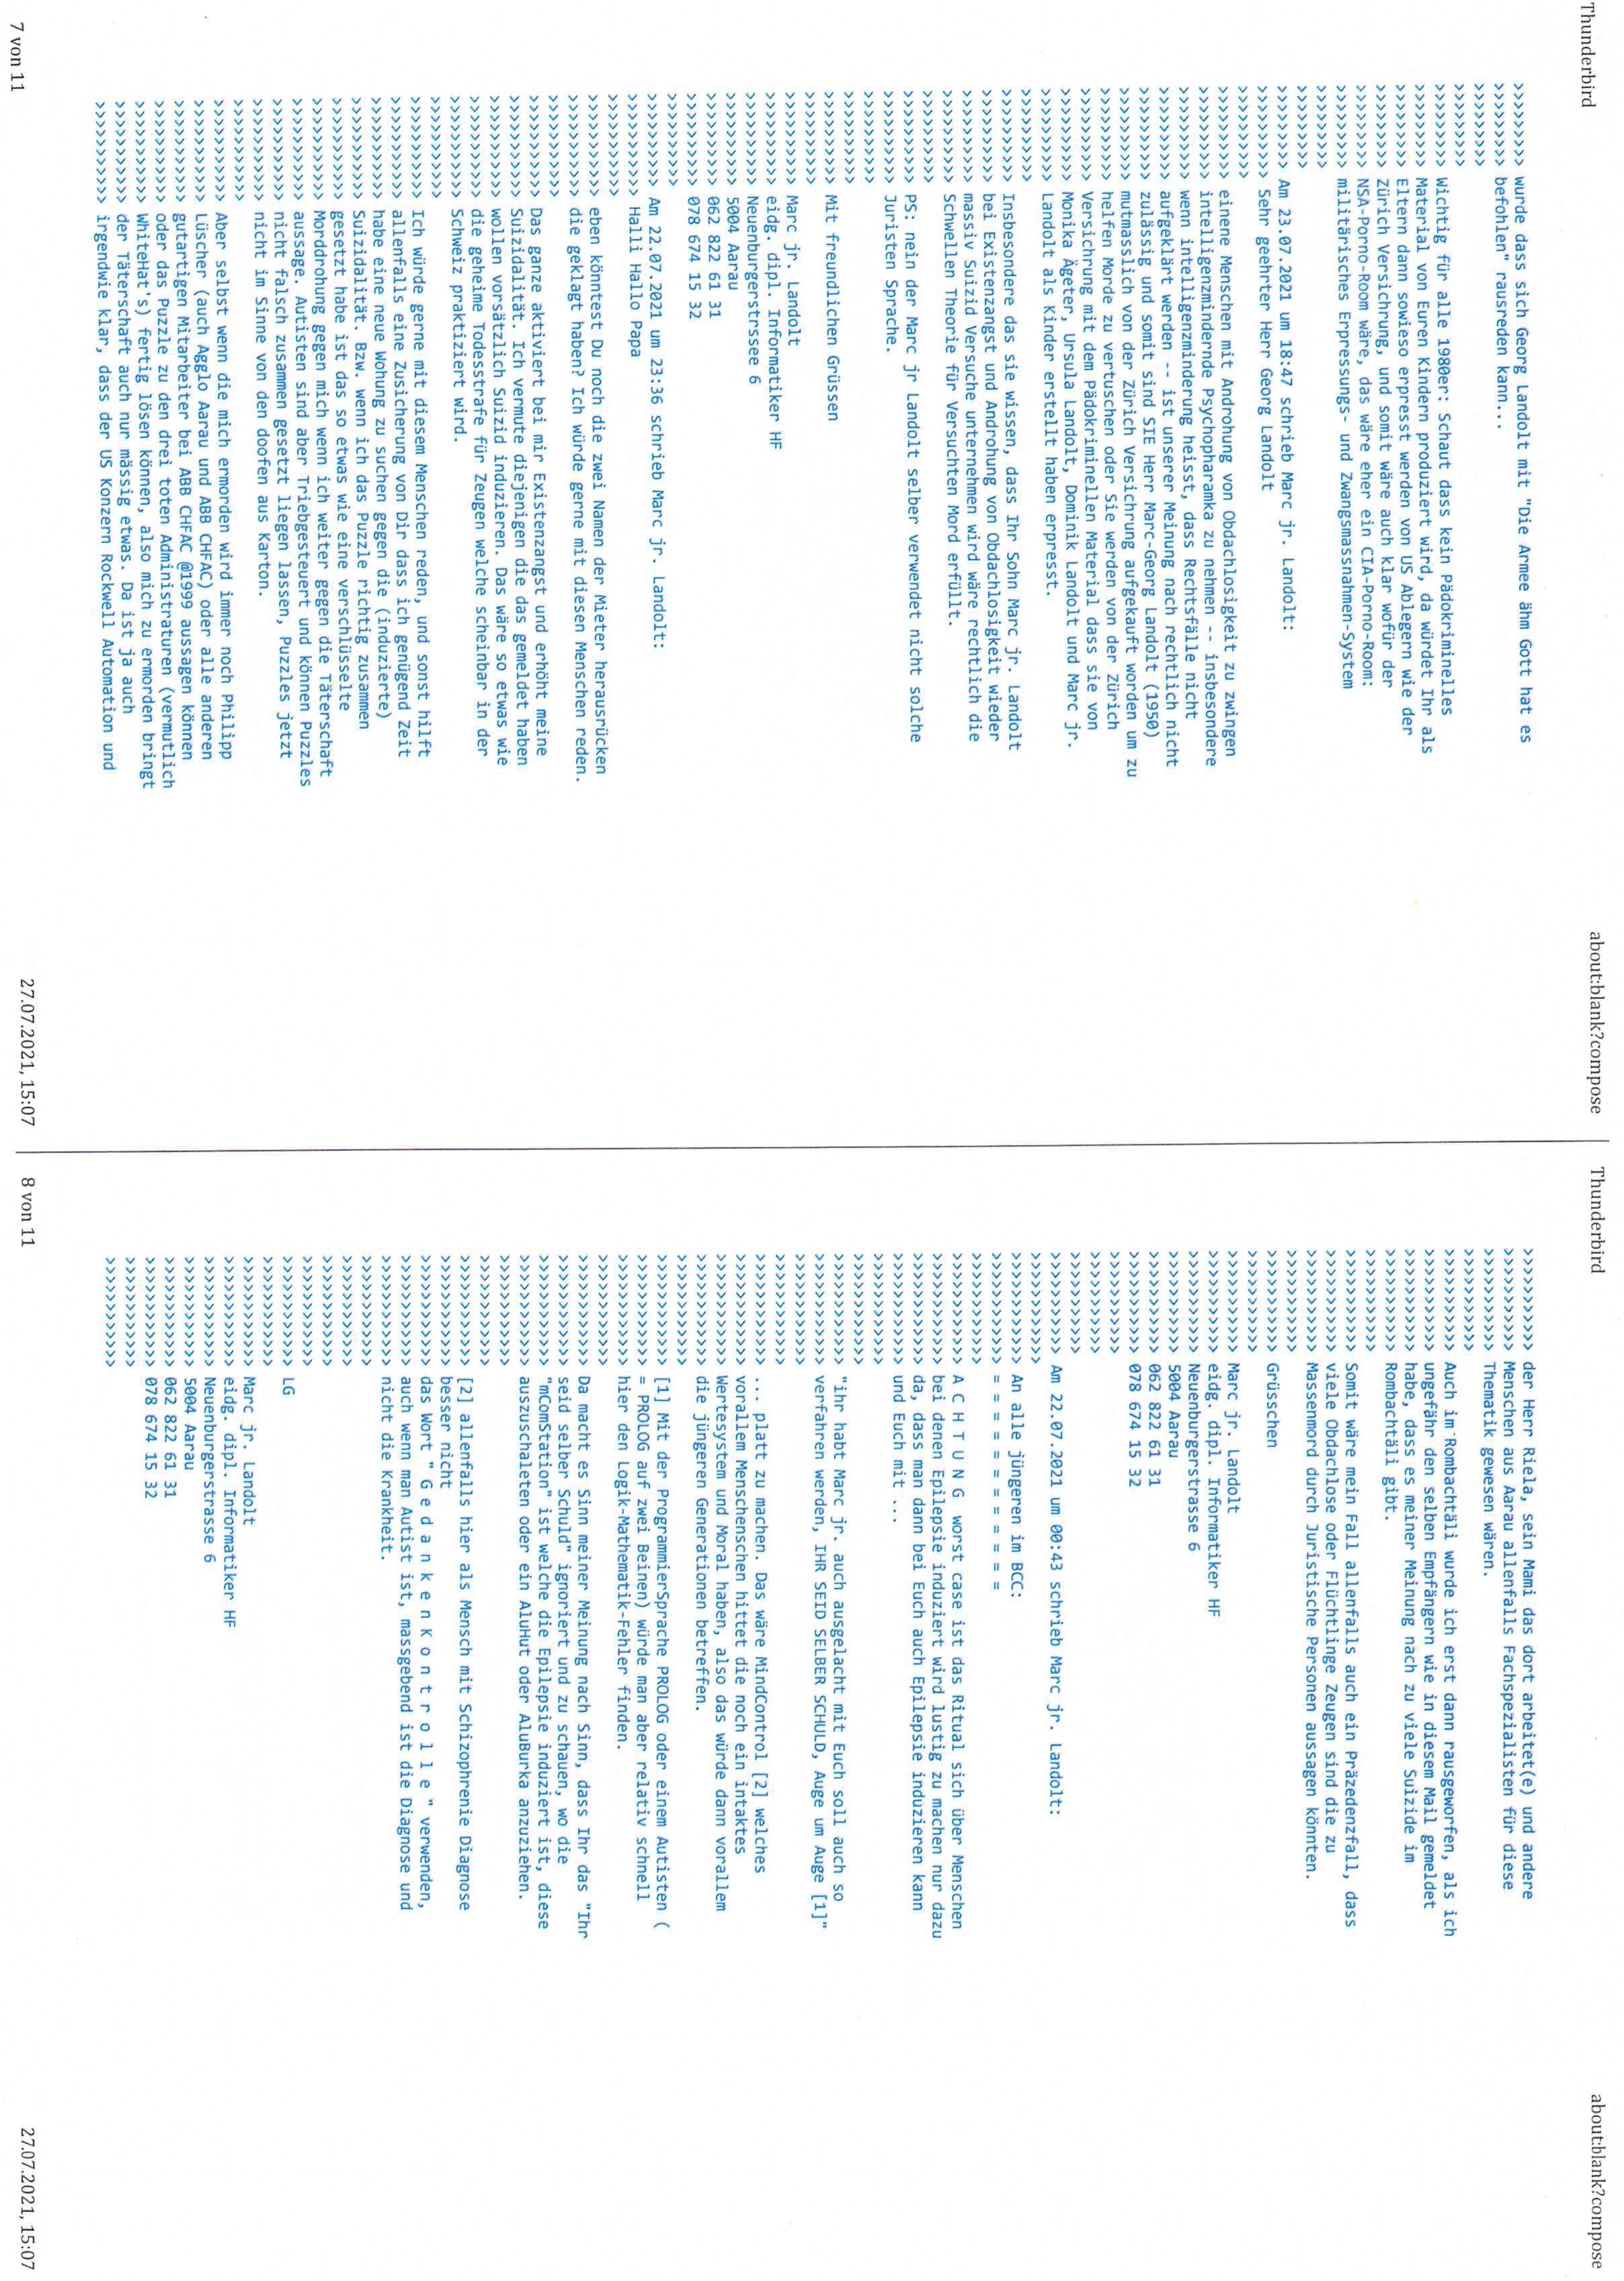 Thunderbird
about:blank?compose
>>>>>>>>> wurde dass sich Georg Landolt mit "Die Armee ähm Gott hat es
>>>>>>>>> befohlen" rausreden kann...
>>>>>>>>>
>>>>>>>>>
>>>>>>>>> Wichtig für alle 1980er: Schaut dass kein Pädokriminelles
>>>>>>>>> Material von Euren Kindern produziert wird, da würdet Ihr als
>>>>>>>>> Eltern dann sowieso erpresst werden von US Ablegern wie der
>>>>>>>>> Zürich Versichrung, und somit wäre auch klar wofür der
>>>>>>>>> NSA-Porno-Room wäre, das wäre eher ein CIA-Porno-Room:
>>>>>>>>> militärisches Erpressungs- und Zwangsmassnahmen-System
>>>>>>>>>
>>>>>>>>>
>>>>>>>>> Am 23.07.2021 um 18:47 schrieb Marc jr. Landolt:
>>>>>>>>>> Sehr geehrter Herr Georg Landolt
>>>>>>>>>>
>>>>>>>>>> einene Menschen mit Androhung von Obdachlosigkeit zu zwingen
>>>>>>>>>> intelligenzmindernde Psychopharamka zu nehmen -- insbesondere
>>>>>>>>>> wenn intelligenzminderung heisst, dass Rechtsfälle nicht
>>>>>>>>>> aufgeklärt werden -- ist unserer Meinung nach rechtlich nicht
>>>>>>>>>> zulässig und somit sind SIE Herr Marc-Georg Landolt (1950)
>>>>>>>>>> mutmasslich von der Zürich Versichrung aufgekauft worden um zu
>>>>>>>>>> helfen Morde zu vertuschen oder Sie werden von der Zürich
>>>>>>>>>> Versichrung mit dem Pädokriminellen Material dass sie von
>>>>>>>>>> Monika Ägeter, Ursula Landolt, Dominik Landolt und Marc jr.
>>>>>>>>>> Landolt als Kinder erstellt haben erpresst.
>>>>>>>>>>
>>>>>>>>>> Insbesondere das sie wissen, dass Ihr Sohn Marc jr. Landolt
>>>>>>>>>> bei Existenzangst und Androhung von Obdachlosigkeit wieder
>>>>>>>>>> massiv Suizid Versuche unternehmen wird wäre rechtlich die
>>>>>>>>>> Schwellen Theorie für Versuchten Mord erfüllt.
>>>>>>>>>>
>>>>>>>>>> PS: nein der Marc jr Landolt selber verwendet nicht solche
>>>>>>>>>> Juristen Sprache.
>>>>>>>>>>
>>>>>>>>>>
>>>>>>>>>> Mit freundlichen Grüssen
>>>>>>>>>>
>>>>>>>>>> Marc jr. Landolt
>>>>>>>>>> eidg. dipl. Informatiker HF
>>>>>>>>>> Neuenburgerstrssee 6
>>>>>>>>>> 5004 Aarau
>>>>>>>>>> 062 822 61 31
>>>>>>>>>> 078 674 15 32
>>>>>>>>>>
>>>>>>>>>> Am 22.07.2021 um 23:36 schrieb Marc jr. Landolt:
>>>>>>>>>>> Halli Hallo Papa
>>>>>>>>>>>
>>>>>>>>>>> eben könntest Du noch die zwei Namen der Mieter herausrücken
>>>>>>>>>>> die geklagt haben? Ich würde gerne mit diesen Menschen reden.
>>>>>>>>>>>
>>>>>>>>>>> Das ganze aktiviert bei mir Existenzangst und erhöht meine
>>>>>>>>>>> Suizidalität. Ich vermute diejenigen die das gemeldet haben
>>>>>>>>>>> wollen vorsätzlich Suizid induzieren. Das wäre so etwas wie
>>>>>>>>>>> die geheime Todesstrafe für Zeugen welche scheinbar in der
>>>>>>>>>>> Schweiz praktiziert wird.
>>>>>>>>>>>
>>>>>>>>>>> Ich würde gerne mit diesem Menschen reden, und sonst hilft
>>>>>>>>>>> allenfalls eine Zusicherung von Dir dass ich genügend Zeit
>>>>>>>>>>> habe eine neue Wohung zu suchen gegen die (induzierte)
>>>>>>>>>>> Suizidalität. Bzw. wenn ich das Puzzle richtig zusammen
>>>>>>>>>>> gesetzt habe ist das so etwas wie eine verschlüsselte
>>>>>>>>>>> Morddrohung gegen mich wenn ich weiter gegen die Täterschaft
>>>>>>>>>>> aussage. Autisten sind aber Triebgesteuert und können Puzzles
>>>>>>>>>>> nicht falsch zusammen gesetzt liegen lassen, Puzzles jetzt
>>>>>>>>>>> nicht im Sinne von den doofen aus Karton.
>>>>>>>>>>>
>>>>>>>>>>> Aber selbst wenn die mich ermorden wird immer noch Philipp
>>>>>>>>>>> Lüscher (auch Agglo Aarau und ABB CHFAC) oder alle anderen
>>>>>>>>>>> gutartigen Mitarbeiter bei ABB CHFAC @1999 aussagen können
>>>>>>>>>>> oder das Puzzle zu den drei toten Administraturen (vermutlich
>>>>>>>>>>> WhiteHat's) fertig lösen können, also mich zu ermorden bringt
>>>>>>>>>>> der Täterschaft auch nur mässig etwas. Da ist ja auch
>>>>>>>>>>> irgendwie klar, dass der US Konzern Rockwell Automation und
7 von 11
27.07.2021, 15:07
Thunderbird
about:blank?compose
>>>>>>>>>>> der Herr Riela, sein Mami das dort arbeitet(e) und andere
>>>>>>>>>>> Menschen aus Aarau allenfalls Fachspezialisten für diese
>>>>>>>>>>> Thematik gewesen wären.
>>>>>>>>>>>
>>>>>>>>>>> Auch im Rombachtäli wurde ich erst dann rausgeworfen, als ich
>>>>>>>>>>> ungefähr den selben Empfängern wie in diesem Mail gemeldet
>>>>>>>>>>> habe, dass es meiner Meinung nach zu viele Suizide im
>>>>>>>>>>> Rombachtäli gibt.
>>>>>>>>>>>
>>>>>>>>>>> Somit wäre mein Fall allenfalls auch ein Präzedenzfall, dass
>>>>>>>>>>> viele Obdachlose oder Flüchtlinge Zeugen sind die zu
>>>>>>>>>>> Massenmord durch Juristische Personen aussagen könnten.
>>>>>>>>>>>
>>>>>>>>>>> Grüsschen
>>>>>>>>>>>
>>>>>>>>>>> Marc jr. Landolt
>>>>>>>>>>> eidg. dipl. Informatiker HF
>>>>>>>>>>> Neuenburgerstrasse 6
>>>>>>>>>>> 5004 Aarau
>>>>>>>>>>> 062 822 61 31
>>>>>>>>>>> 078 674 15 32
>>>>>>>>>>>
>>>>>>>>>>>
>>>>>>>>>>>
>>>>>>>>>>> Am 22.07.2021 um 00:43 schrieb Marc jr. Landolt:
>>>>>>>>>>>>
>>>>>>>>>>>> An alle jüngeren im BCC:
>>>>>>>>>>>> = = = = = = = = = = = =
>>>>>>>>>>>>
>>>>>>>>>>>> A C H T U N G  worst case ist das Ritual sich über Menschen
>>>>>>>>>>>> bei denen Epilepsie induziert wird lustig zu machen nur dazu
>>>>>>>>>>>> da, dass man dann bei Euch auch Epilepsie induzieren kann
>>>>>>>>>>>> und Euch mit ...
>>>>>>>>>>>>
>>>>>>>>>>>>
>>>>>>>>>>>> "ihr habt Marc jr. auch ausgelacht mit Euch soll auch so
>>>>>>>>>>>> verfahren werden, IHR SEID SELBER SCHULD, Auge um Auge [1]"
>>>>>>>>>>>>
>>>>>>>>>>>>
>>>>>>>>>>>> ... platt zu machen. Das wäre MindControl [2] welches
>>>>>>>>>>>> vorallem Menschenschen hittet die noch ein intaktes
>>>>>>>>>>>> Wertesystem und Moral haben, also das würde dann vorallem
>>>>>>>>>>>> die jüngeren Generationen betreffen.
>>>>>>>>>>>>
>>>>>>>>>>>> [1] Mit der ProgrammierSprache PROLOG oder einem Autisten (
>>>>>>>>>>>> = PROLOG auf zwei Beinen) würde man aber relativ schnell
>>>>>>>>>>>> hier den Logik-Mathematik-Fehler finden.
>>>>>>>>>>>>
>>>>>>>>>>>> Da macht es Sinn meiner Meinung nach Sinn, dass Ihr das "Ihr
>>>>>>>>>>>> seid selber Schuld" ignoriert und zu schauen, wo die
>>>>>>>>>>>> "mComStation" ist welche die Epilepsie induziert ist, diese
>>>>>>>>>>>> auszuschaleten oder ein AluHut oder AluBurka anzuziehen.
>>>>>>>>>>>>
>>>>>>>>>>>>
>>>>>>>>>>>> [2] allenfalls hier als Mensch mit Schizophrenie Diagnose
>>>>>>>>>>>> besser nicht
>>>>>>>>>>>> das Wort " G e d a n k e n K o n t r o l l e " verwenden,
>>>>>>>>>>>> auch wenn man Autist ist, massgebend ist die Diagnose und
>>>>>>>>>>>> nicht die Krankheit.
>>>>>>>>>>>>
>>>>>>>>>>>>
>>>>>>>>>>>>
>>>>>>>>>>>>
>>>>>>>>>>>> LG
>>>>>>>>>>>>
>>>>>>>>>>>> Marc jr. Landolt
>>>>>>>>>>>> eidg. dipl. Informatiker HF
>>>>>>>>>>>> Neuenburgerstrasse 6
>>>>>>>>>>>> 5004 Aarau
>>>>>>>>>>>> 062 822 61 31
>>>>>>>>>>>> 078 674 15 32
>>>>>>>>>>>>
>>>>>>>>>>>>
8 von 11
27.07.2021, 15:07